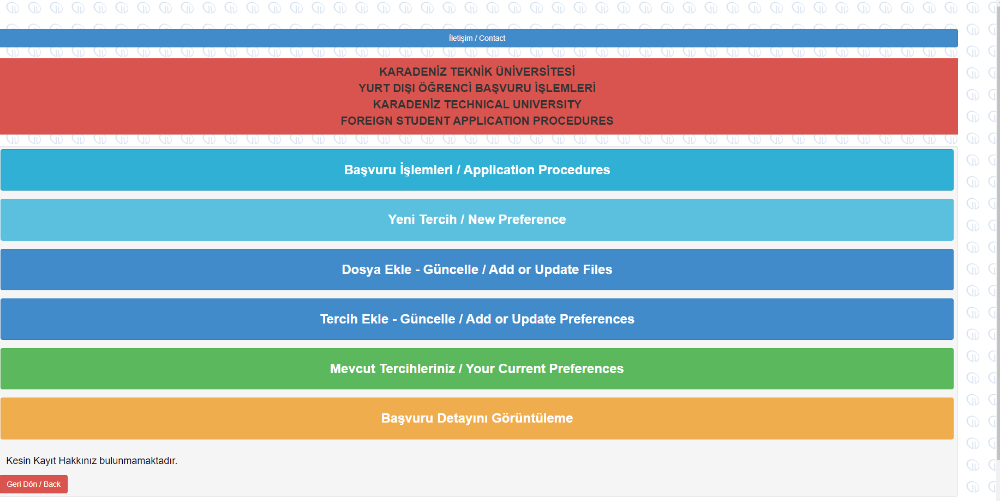 İletişim / Contact
KARADENİZ TEKNİK ÜNİVERSİTESİ
YURT DIŞI ÖĞRENCİ BAŞVURU İŞLEMLERİ
KARADENİZ TECHNICAL UNIVERSITY
FOREIGN STUDENT APPLICATION PROCEDURES
Başvuru İşlemleri / Application Procedures
Yeni Tercih / New Preference
Dosya Ekle - Güncelle / Add or Update Files
Tercih Ekle - Güncelle / Add or Update Preferences
Mevcut Tercihleriniz / Your Current Preferences
Başvuru Detayını Görüntüleme
Kesin Kayıt Hakkınız bulunmamaktadır.
Geri Dön / Back